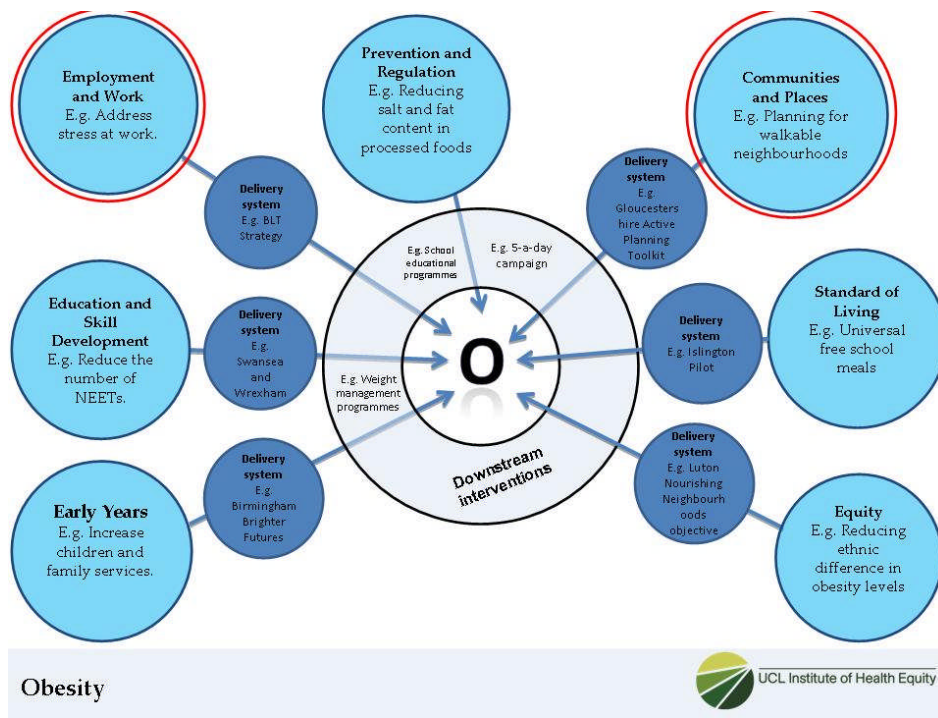 Employment
and Work
E.g. Address
stress at work.
Prevention and
Regulation
E.g. Reducing
salt and fat
content in
processed foods
Communities
and Places
E.g. Planning for
walkable
neighbourhoods
Delivery
system
E.g. BLT
Strategy
Delivery
system
E.g.
Gloucesters
hire Active
Planning
Toolkit
E.g. School
educational
programmes
E.g. 5-a-day
campaign
Education and
Skill
Development
E.g. Reduce the
number of
NEETs.
Delivery
system
E.g.
Swansea
and
Wrexham
O
Delivery
system
E.g. Islington
Pilot
Standard of
Living
E.g. Universal
free school
meals
E.g. Weight
management
programmes
Downstream
interventions
Early Years
E.g. Increase
children and
family services.
Delivery
system
E.g.
Birmingham
Brighter
Futures
Delivery
system
E.g. Luton
Nourishing
Neighbourh
oods
objective
Equity
E.g. Reducing
ethnic
difference in
obesity levels
Obesity
UCL Institute of Health Equity